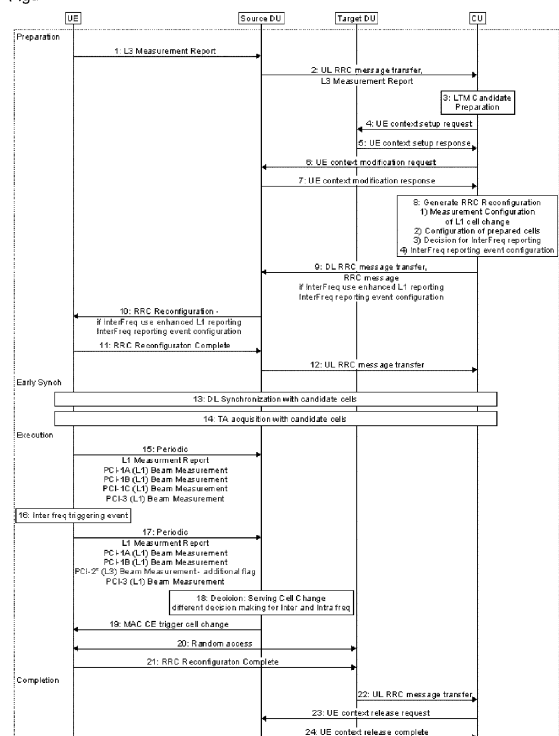 UE
Source DU
Target DU
CU
Preparation
1: L3 Measurement Report
2: UL RRC message transfer,
L3 Measurement Report
3: LTM Candidate
Preparation
4: UE context setup request
5: UE context setup response
6: UE context modification request
7: UE context modification response
8: Generate RRC Reconfiguration
1) Measurement Configuration
of L1 cell change
2) Configuration of prepared cells
3) Decision for InterFreq reporting
4) InterFreq reporting event configuration
9: DL RRC message transfer,
RRC message
if InterFreq use enhanced L1 reporting
InterFreq reporting event configuration
10: RRC Reconfiguration -
if InterFreq use enhanced L1 reporting
InterFreq reporting event configuration
11: RRC Reconfiguraton Complete
12: UL RRC message transfer
Early Synch
13: DL Synchronization with candidate cells
14: TA acquisition with candidate cells
Execution
15: Periodic
L1 Measurment Report
PCI-1A (L1) Beam Measurement
PCI-1B (L1) Beam Measurement
PCI-1C (L1) Beam Measurement
PCI-3 (L1) Beam Measurement
16: Inter freq triggering event
17: Periodic
L1 Measurment Report
PCI-1A (L1) Beam Measurement
PCI-1B (L1) Beam Measurement
PCI-2" (L3) Beam Measurement - additional flag
PCI-3 (L1) Beam Measurement
18: Decicion: Serving Cell Change
different decision making for Inter and Intra freq
19: MAC CE trigger cell change
20: Random access
21: RRC Reconfiguraton Complete
Completion
22: UL RRC message transfer
23: UE context release request
24: UE context release complete